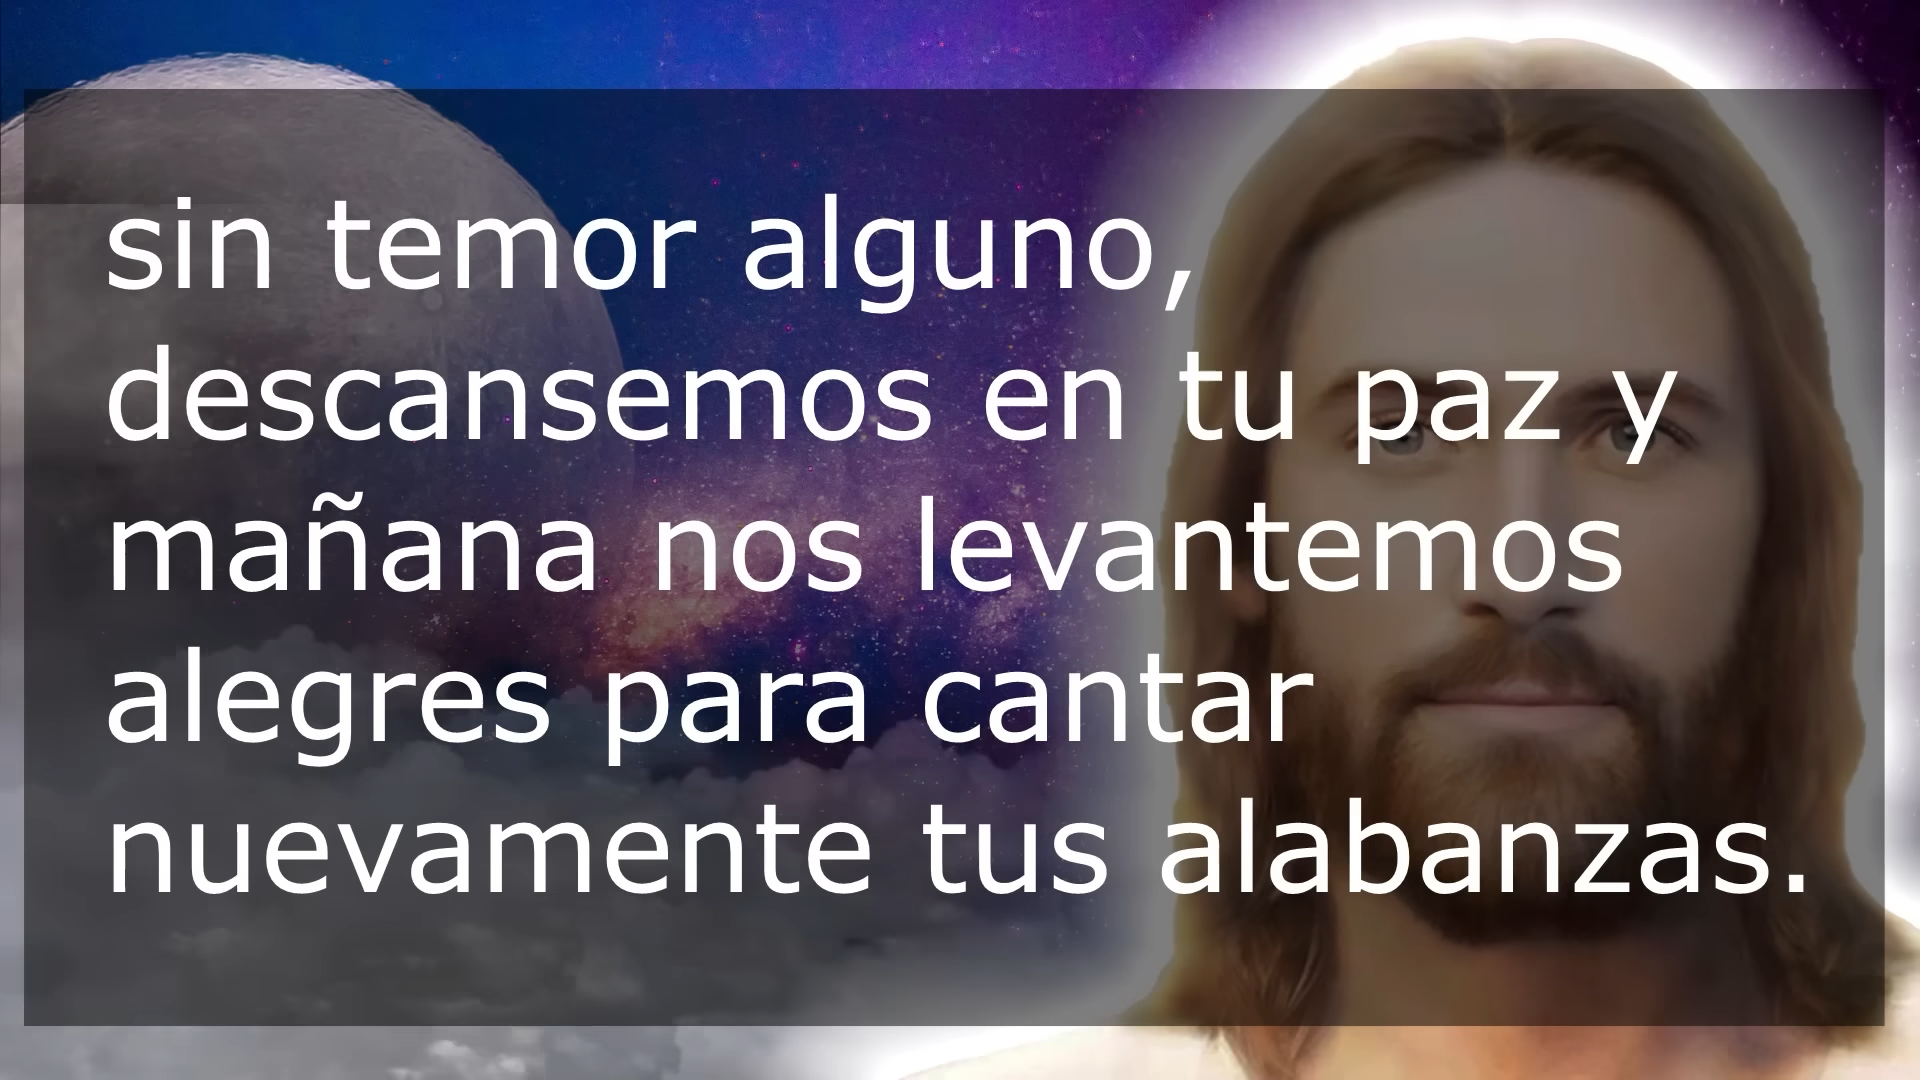 sin temor alguno,
descansemos en tu paz y
mañana nos levantemos
alegres para cantar
nuevamente tus alabanzas.